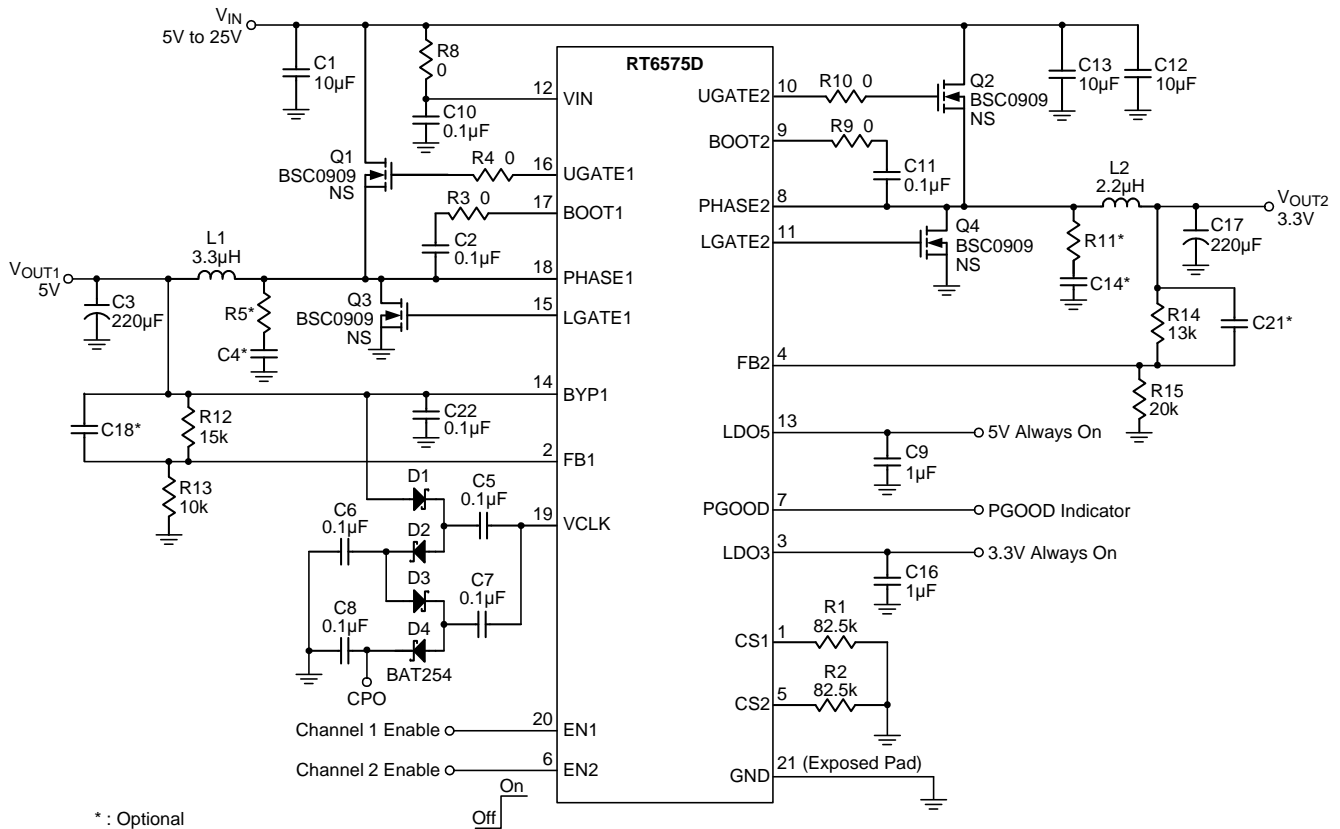 VIN
5V to 25V
C1
10µF
R8
0
12
VIN
C10
0.1µF
RT6575D
Q1
BSC0909
NS
R4 0
16
UGATE1
R3 0
17
BOOT1
C2
0.1µF
L1
3.3µH
VOUT1
5V
18
PHASE1
C3
220µF
R5*
C4*
Q3
BSC0909
NS
15
LGATE1
14
BYP1
C22
0.1µF
C18*
R12
15k
2
FB1
R13
10k
D1
C5
0.1µF
19
VCLK
C6
0.1µF
D2
D3
C7
0.1µF
C8
0.1µF
D4
BAT254
CPO
Channel 1 Enable
20
EN1
Channel 2 Enable
6
EN2
On
Off
* : Optional
UGATE2
10
R10 0
Q2
BSC0909
NS
C13
10µF
C12
10µF
BOOT2
9
R9 0
C11
0.1µF
PHASE2
8
L2
2.2µH
VOUT2
3.3V
LGATE2
11
Q4
BSC0909
NS
R11*
C14*
C17
220µF
R14
13k
C21*
FB2
4
R15
20k
LDO5
13
5V Always On
C9
1µF
PGOOD
7
PGOOD Indicator
LDO3
3
3.3V Always On
C16
1µF
CS1
1
R1
82.5k
CS2
5
R2
82.5k
GND
21 (Exposed Pad)